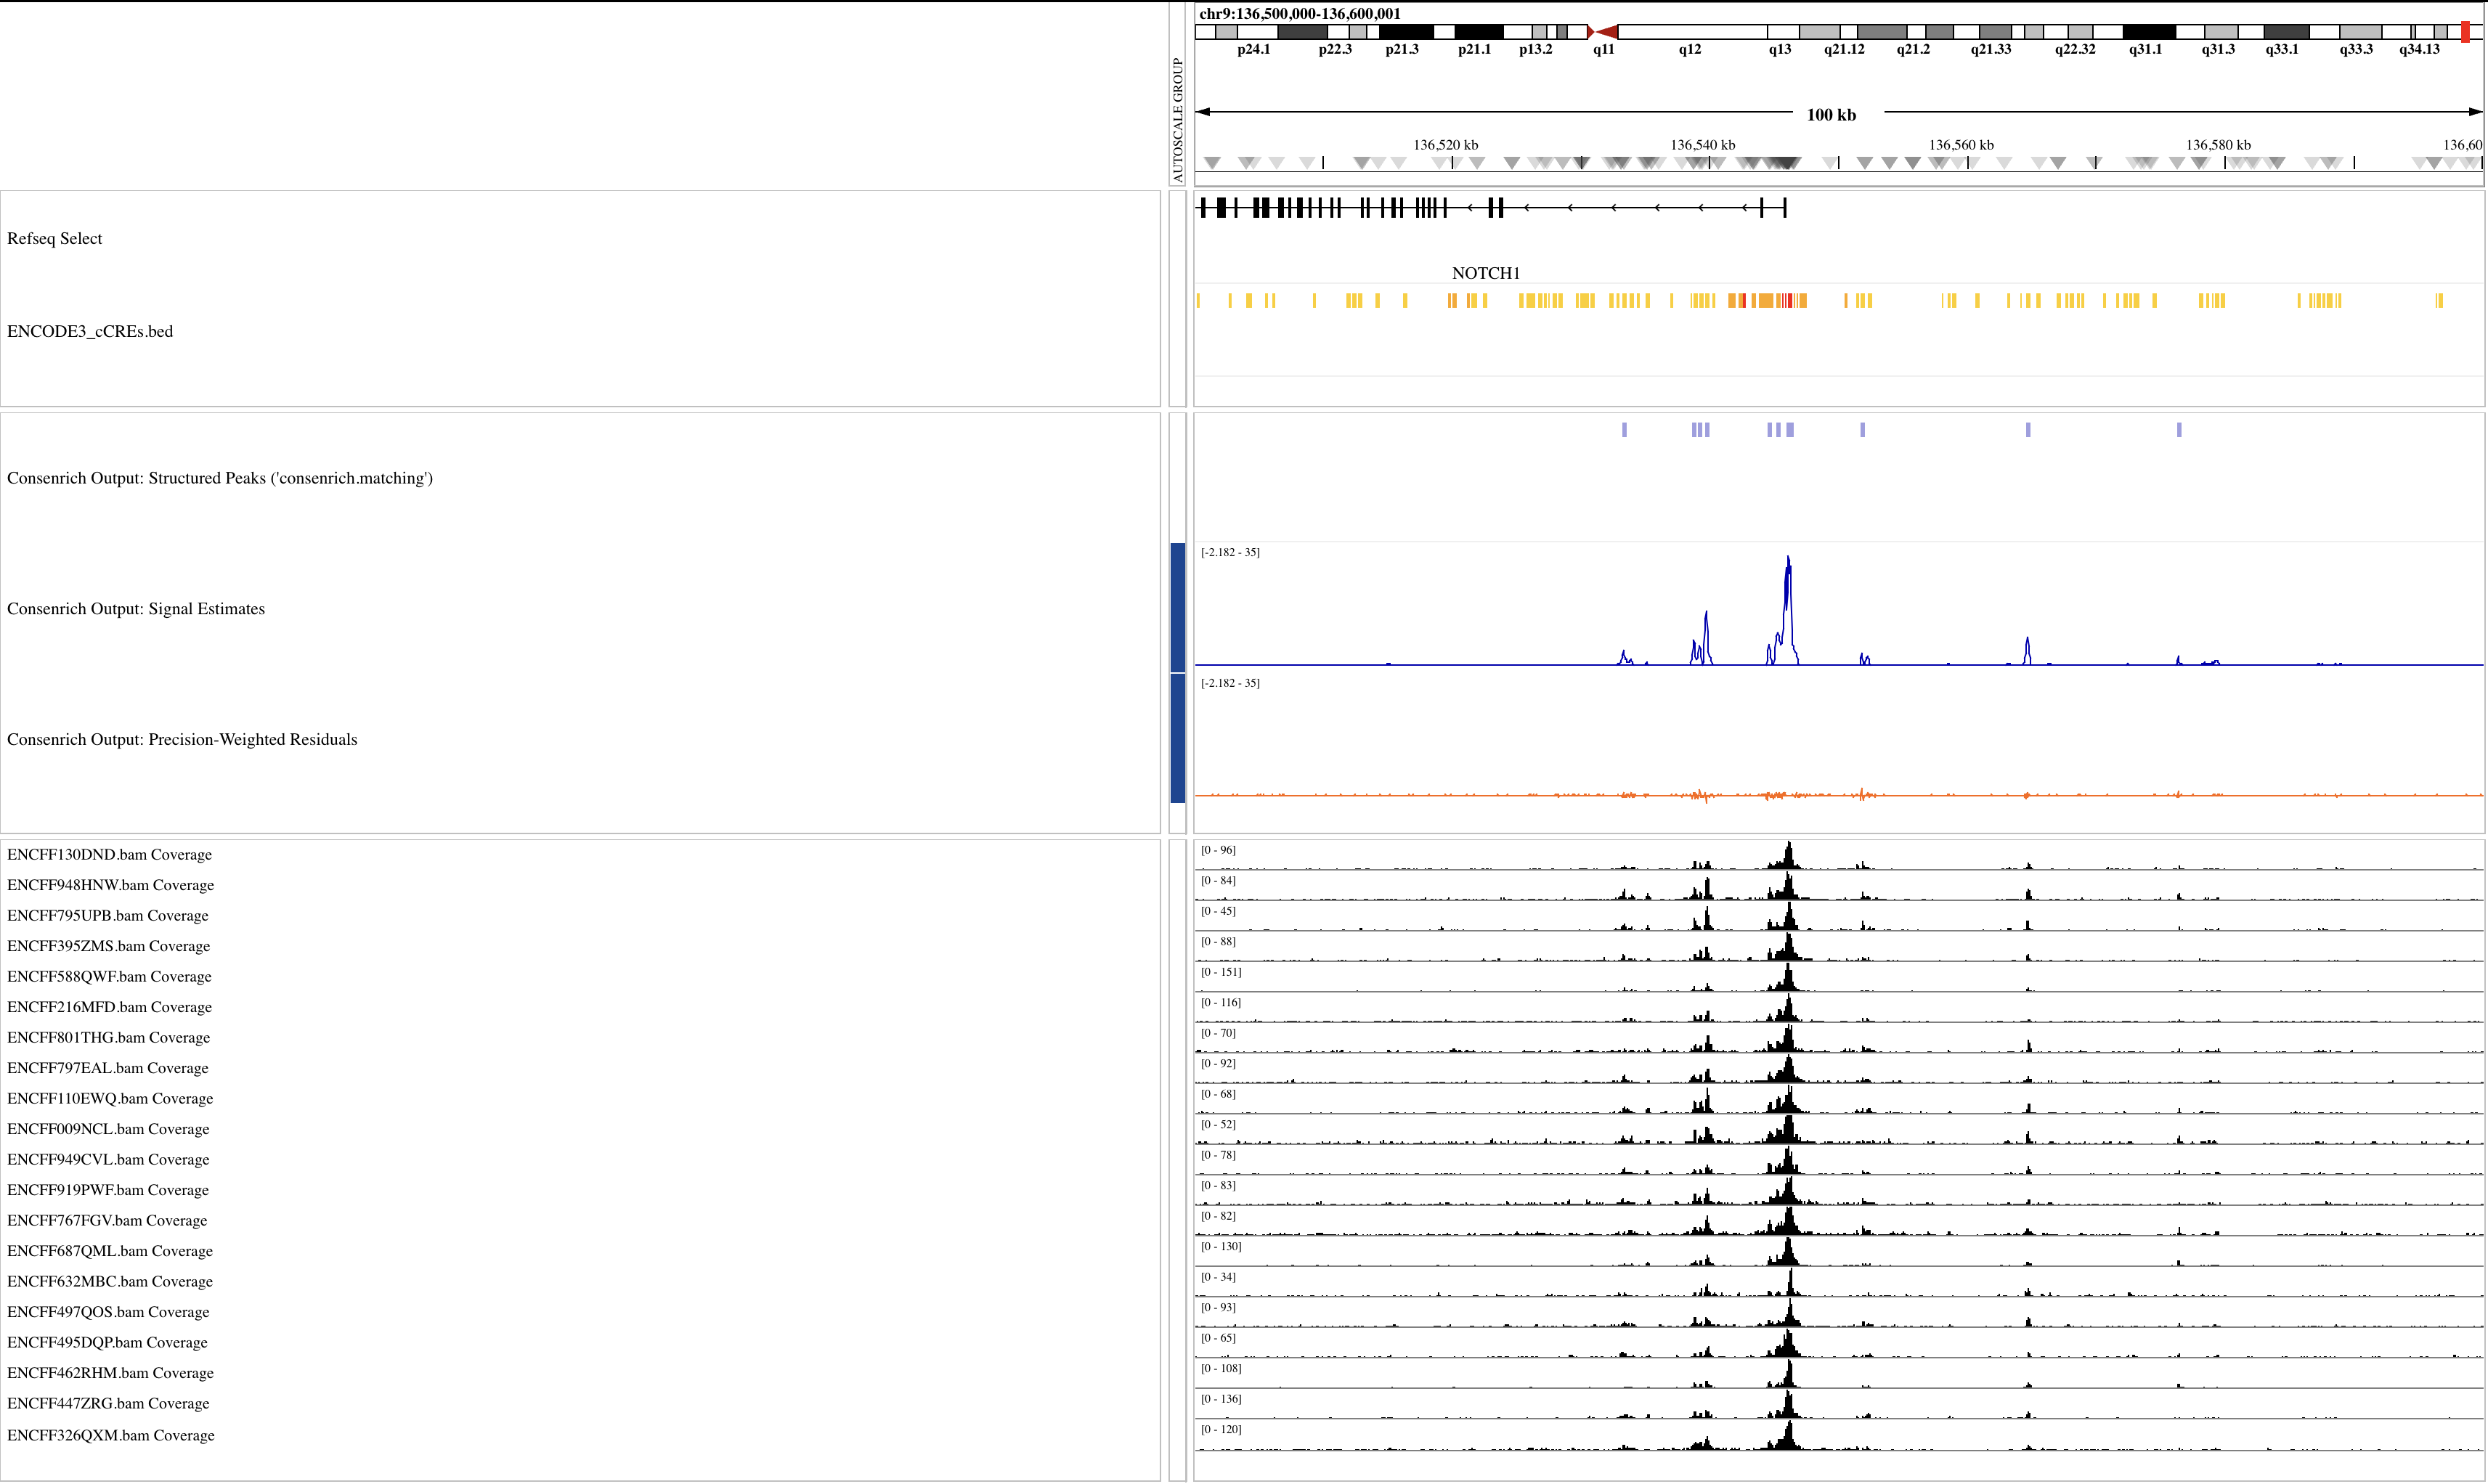 chr9:136,500,000-136,600,001
p24.1 p22.3 p21.3 p21.1 p13.2 q11 q12 q13 q21.12 q21.2 q21.33 q22.32 q31.1 q31.3 q33.1 q33.3 q34.13
AUTOSCALE GROUP
100 kb
136,520 kb 136,540 kb 136,560 kb 136,580 kb 136,60
Refseq Select
NOTCH1
ENCODE3_cCREs.bed
Consenrich Output: Structured Peaks ('consenrich.matching')
[-2.182 - 35]
Consenrich Output: Signal Estimates
[-2.182 - 35]
Consenrich Output: Precision-Weighted Residuals
ENCFF130DND.bam Coverage [0 - 96]
ENCFF948HNW.bam Coverage [0 - 84]
ENCFF795UPB.bam Coverage [0 - 45]
ENCFF395ZMS.bam Coverage [0 - 88]
ENCFF588QWF.bam Coverage [0 - 151]
ENCFF216MFD.bam Coverage [0 - 116]
ENCFF801THG.bam Coverage [0 - 70]
ENCFF797EAL.bam Coverage [0 - 92]
ENCFF110EWQ.bam Coverage [0 - 68]
ENCFF009NCL.bam Coverage [0 - 52]
ENCFF949CVL.bam Coverage [0 - 78]
ENCFF919PWF.bam Coverage [0 - 83]
ENCFF767FGV.bam Coverage [0 - 82]
ENCFF687QML.bam Coverage [0 - 130]
ENCFF632MBC.bam Coverage [0 - 34]
ENCFF497QOS.bam Coverage [0 - 93]
ENCFF495DQP.bam Coverage [0 - 65]
ENCFF462RHM.bam Coverage [0 - 108]
ENCFF447ZRG.bam Coverage [0 - 136]
ENCFF326QXM.bam Coverage [0 - 120]